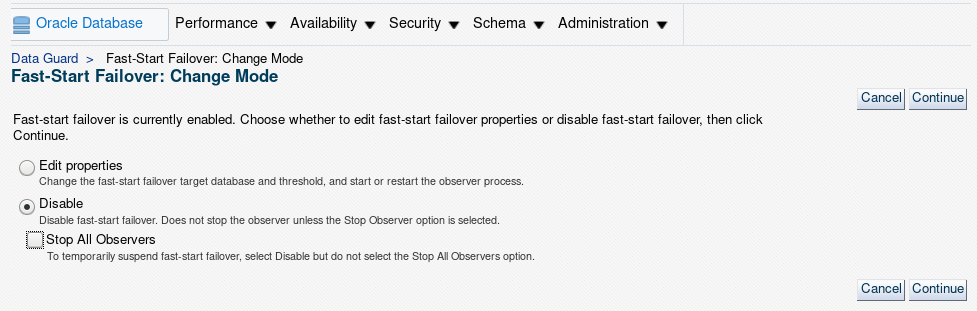 Oracle Database Performance Availability Security Schema Administration
Data Guard > Fast-Start Failover: Change Mode
Fast-Start Failover: Change Mode
Cancel Continue
Fast-start failover is currently enabled. Choose whether to edit fast-start failover properties or disable fast-start failover, then click
Continue.
Edit properties
Change the fast-start failover target database and threshold, and start or restart the observer process.
Disable
Disable fast-start failover. Does not stop the observer unless the Stop Observer option is selected.
Stop All Observers
To temporarily suspend fast-start failover, select Disable but do not select the Stop All Observers option.
Cancel Continue